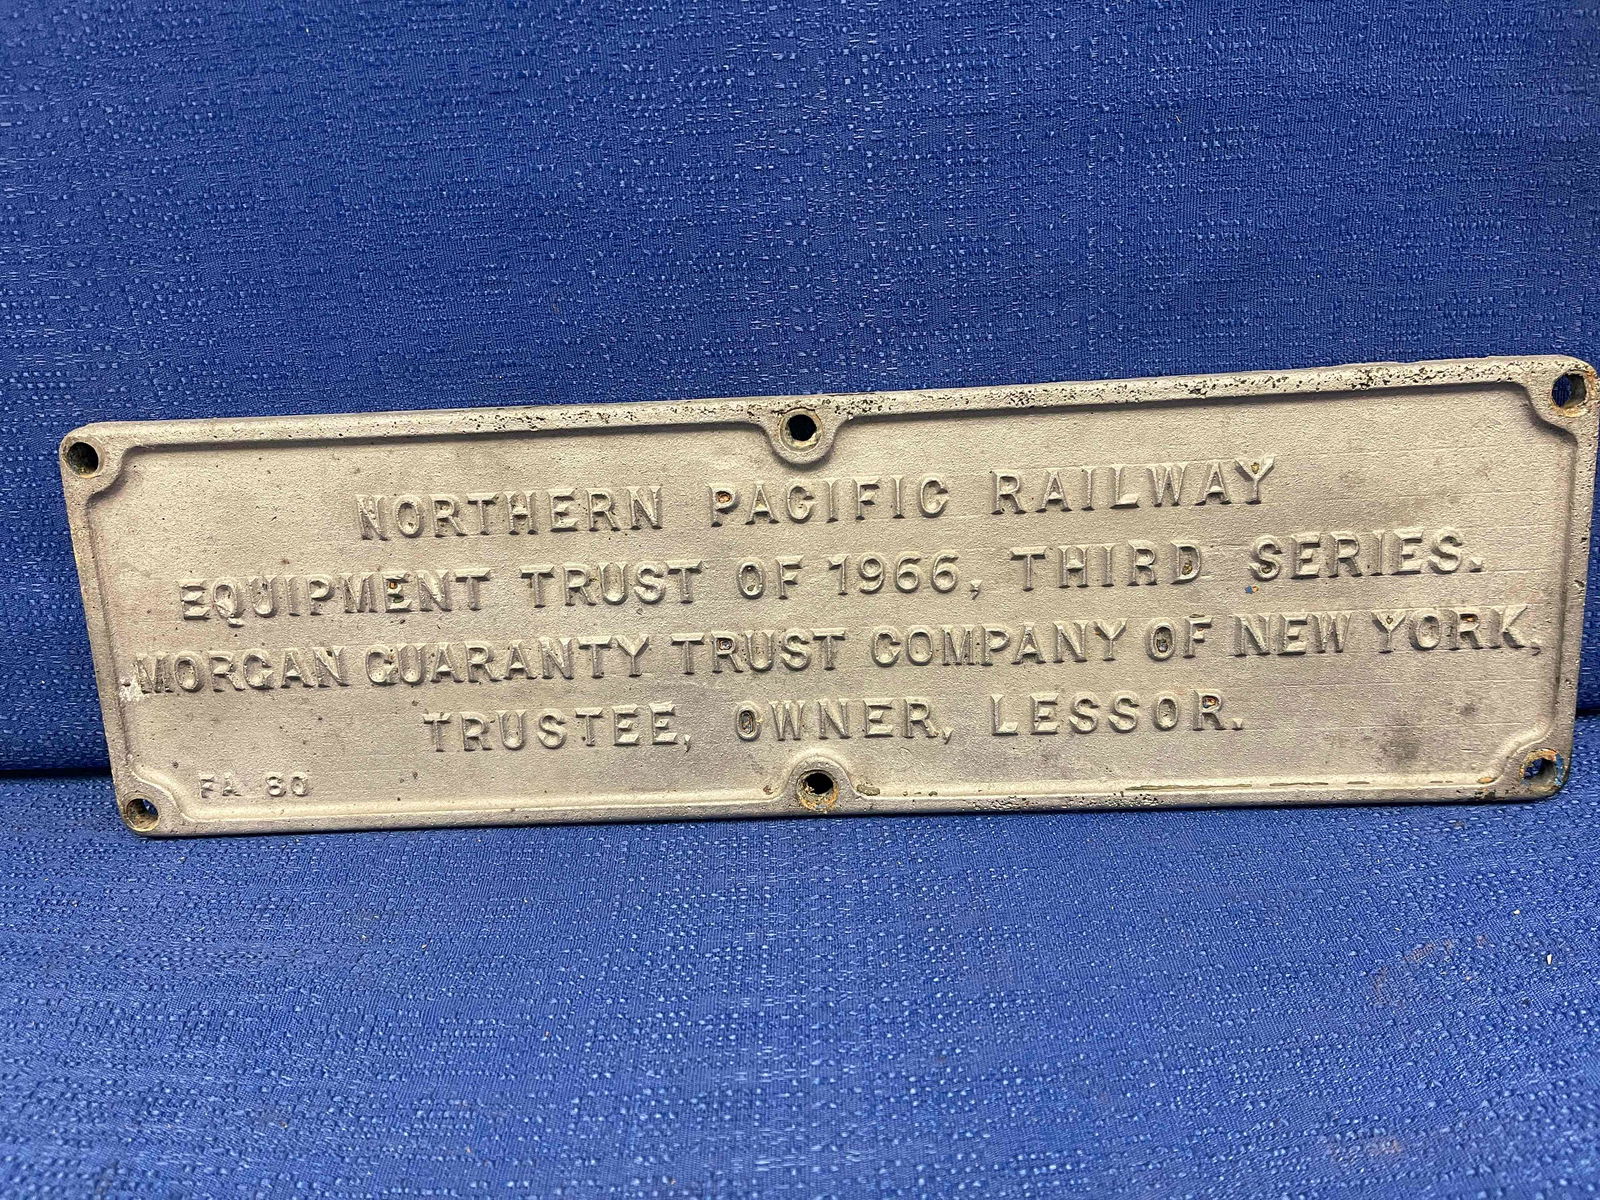 NORTHERN PACIFIC RAILWAY
EQUIPMENT TRUST OF 1966, THIRD SERIES.
MORGAN GUARANTY TRUST COMPANY OF NEW YORK,
TRUSTEE, OWNER, LESSOR.
FA 80